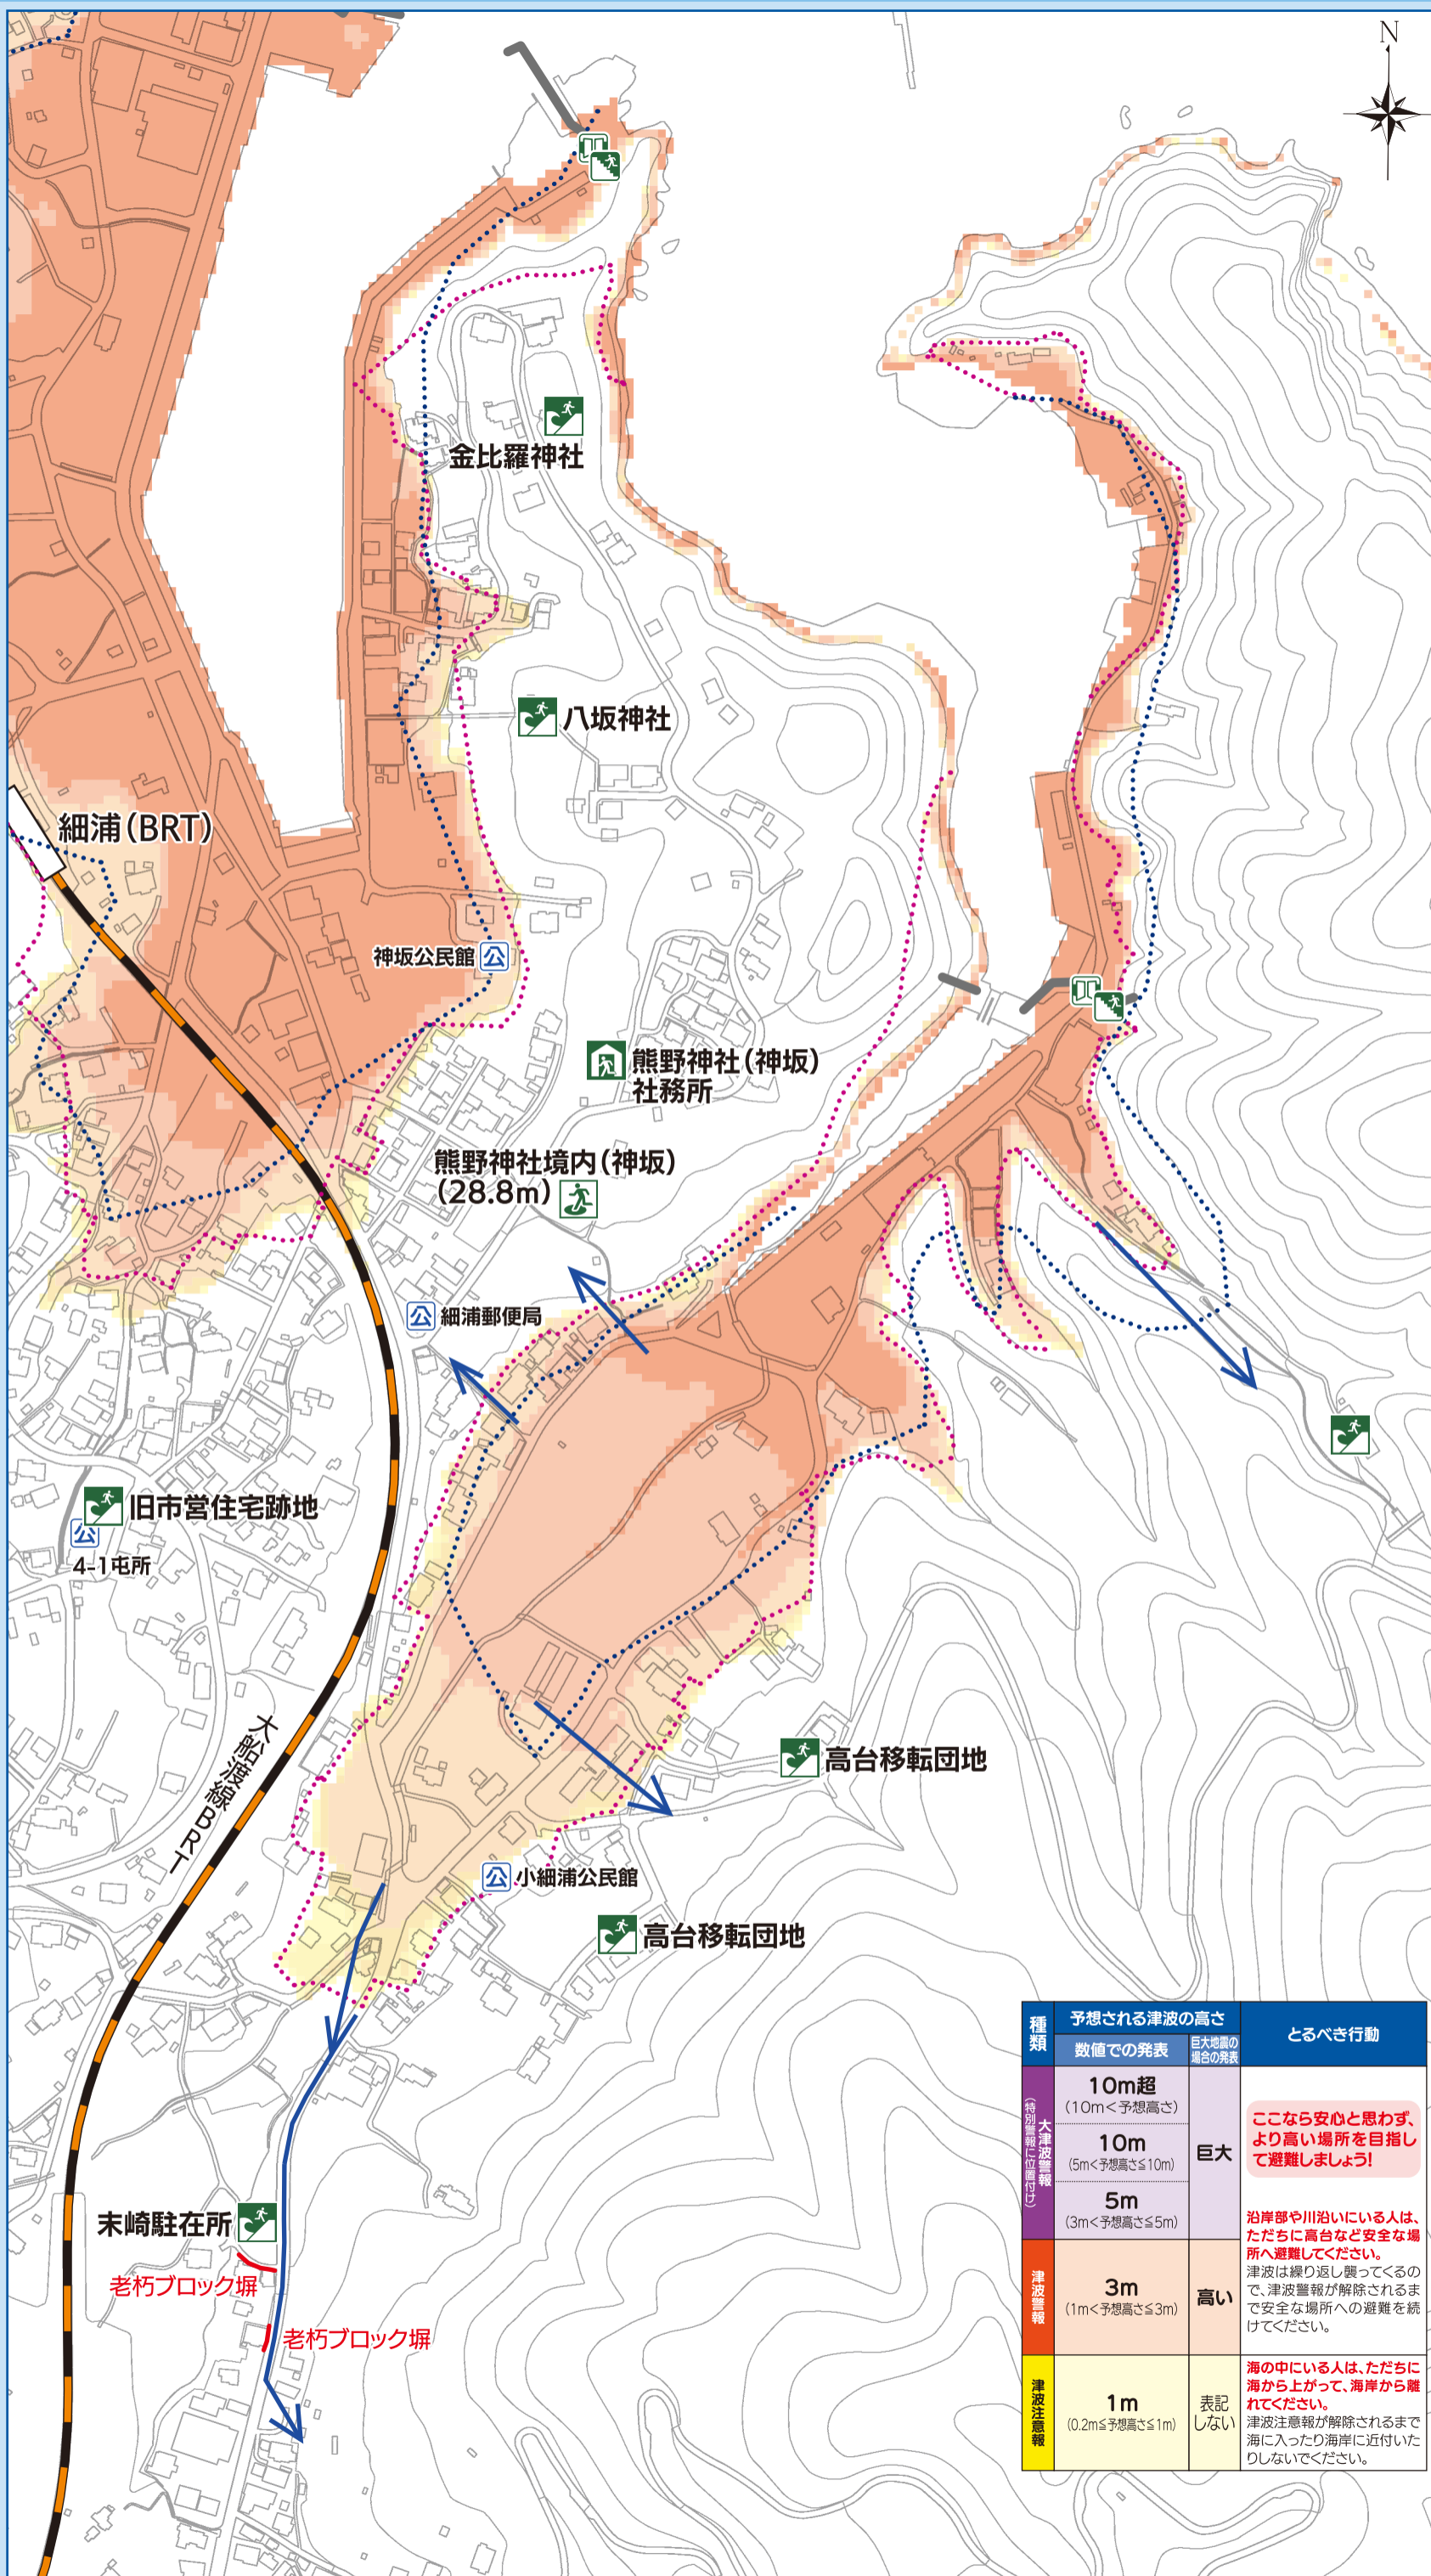 N
金比羅神社
八坂神社
細浦（BRT）
神坂公民館
公
熊野神社（神坂）
社務所
熊野神社境内（神坂）
（28.8m）
公
細浦郵便局
旧市営住宅跡地
公
4-1屯所
大船渡線BRT
高台移転団地
公
小細浦公民館
高台移転団地
末崎駐在所
老朽ブロック塀
老朽ブロック塀
種類
予想される津波の高さ
とるべき行動
数値での発表
巨大地震の
場合の発表
大津波警報
（特別警報に位置付け）
10m超
（10m＜予想高さ）
10m
（5m＜予想高さ≦10m）
5m
（3m＜予想高さ≦5m）
巨大
ここなら安心と思わず、
より高い場所を目指し
て避難しましょう！
沿岸部や川沿いにいる人は、
ただちに高台など安全な場
所へ避難してください。
津波は繰り返し襲ってくるの
で、津波警報が解除されるま
で安全な場所への避難を続
けてください。
津波警報
3m
（1m＜予想高さ≦3m）
高い
津波注意報
1m
（0.2m≦予想高さ≦1m）
表記
しない
海の中にいる人は、ただちに
海から上がって、海岸から離
れてください。
津波注意報が解除されるまで
海に入ったり海岸に近付いた
りしないでください。